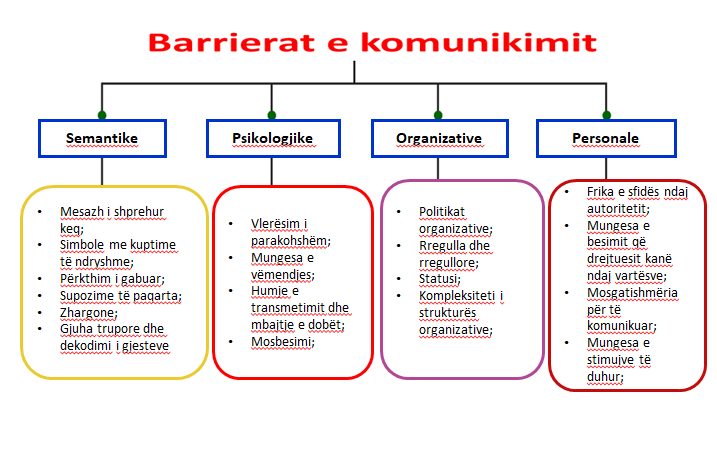 Barrierat e komunikimit
Semantike
Psikologjike
Organizative
Personale
• Mesazh i shprehur
keq;
• Simbole me kuptime
të ndryshme;
• Përkthim i gabuar;
• Supozime të paqarta;
• Zhargone;
• Gjuha trupore dhe
dekodimi i gjesteve
• Vlerësim i
parakohshëm;
• Mungesa e
vëmendjes;
• Humje e
transmetimit dhe
mbajtje e dobët;
• Mosbesimi;
• Politikat
organizative;
• Rregulla dhe
rregullore;
• Statusi;
• Kompleksiteti i
strukturës
organizative;
• Frika e sfidës ndaj
autoritetit;
• Mungesa e
besimit që
drejtuesit kanë
ndaj vartësve;
• Mosgatishmëria
për të
komunikuar;
• Mungesa e
stimujve të
duhur;